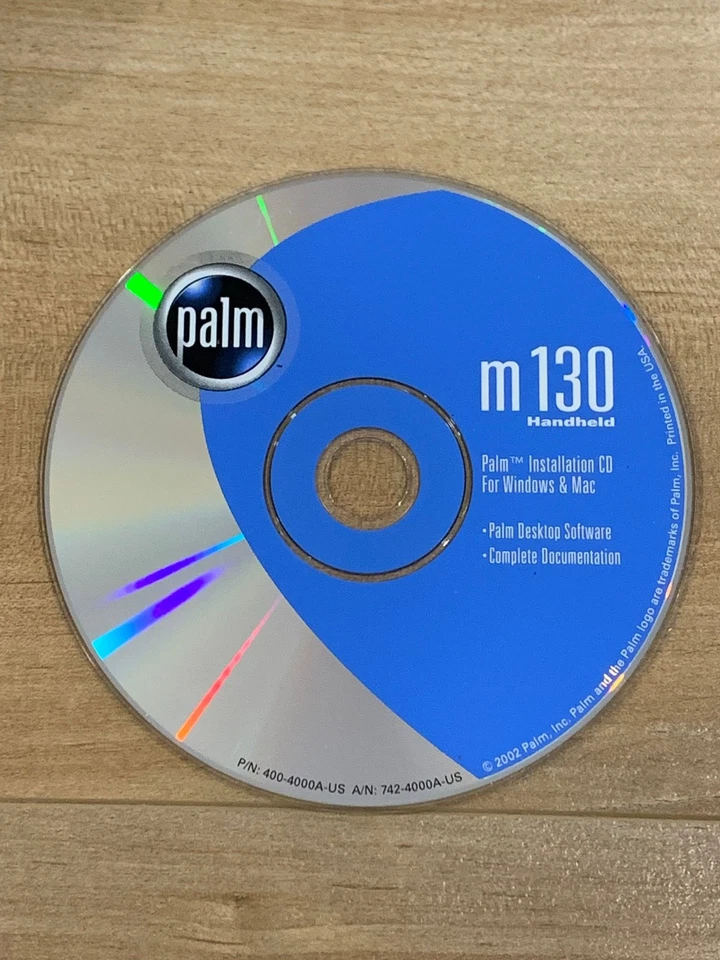 palm
m130
Handheld
Palm™ Installation CD
For Windows & Mac
•Palm Desktop Software
•Complete Documentation
© 2002 Palm, Inc. Palm and the Palm logo are trademarks of Palm, Inc. Printed in the USA.
P/N: 400-4000A-US A/N: 742-4000A-US